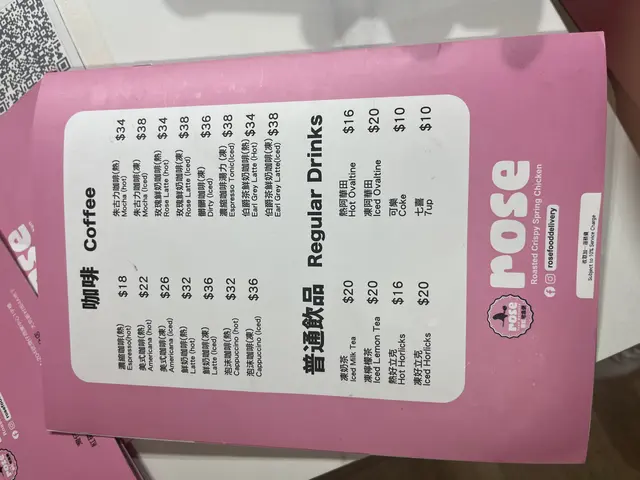 咖啡 Coffee
濃縮咖啡(熱) $18
Espresso(hot)
美式咖啡(熱) $22
Americana (hot)
美式咖啡(凍) $26
Americana (iced)
鮮奶咖啡(熱) $32
Latte (hot)
鮮奶咖啡(凍) $36
Latte (Iced)
泡沫咖啡(熱) $32
Cappuccino (hot)
泡沫咖啡(凍) $36
Cappuccino (Iced)
朱古力咖啡(熱) $34
Mocha (hot)
朱古力咖啡(凍) $38
Mocha (Iced)
玫瑰鮮奶咖啡(熱) $34
Rose Latte (hot)
玫瑰鮮奶咖啡(凍) $38
Rose Latte (Iced)
髒髒咖啡(凍) $36
Dirty (Iced)
濃縮咖啡湯力 (凍) $38
Espresso Tonic(Iced)
伯爵茶鮮奶咖啡(熱) $34
Earl Grey Latte (Hot)
伯爵茶鮮奶咖啡(凍) $38
Earl Grey Latte(Iced)
普通飲品 Regular Drinks
凍奶茶 $20
Iced Milk Tea
凍檸檬茶 $20
Iced Lemon Tea
熱好立克 $16
Hot Horlicks
凍好立克 $20
Iced Horlicks
熱阿華田 $16
Hot Ovaltine
凍阿華田 $20
Iced Ovaltine
可樂 $10
Coke
七喜 $10
7up
rose
rose
Roasted Crispy Spring Chicken
rosefooddelivery
Subject to 10% Service Charge
rose